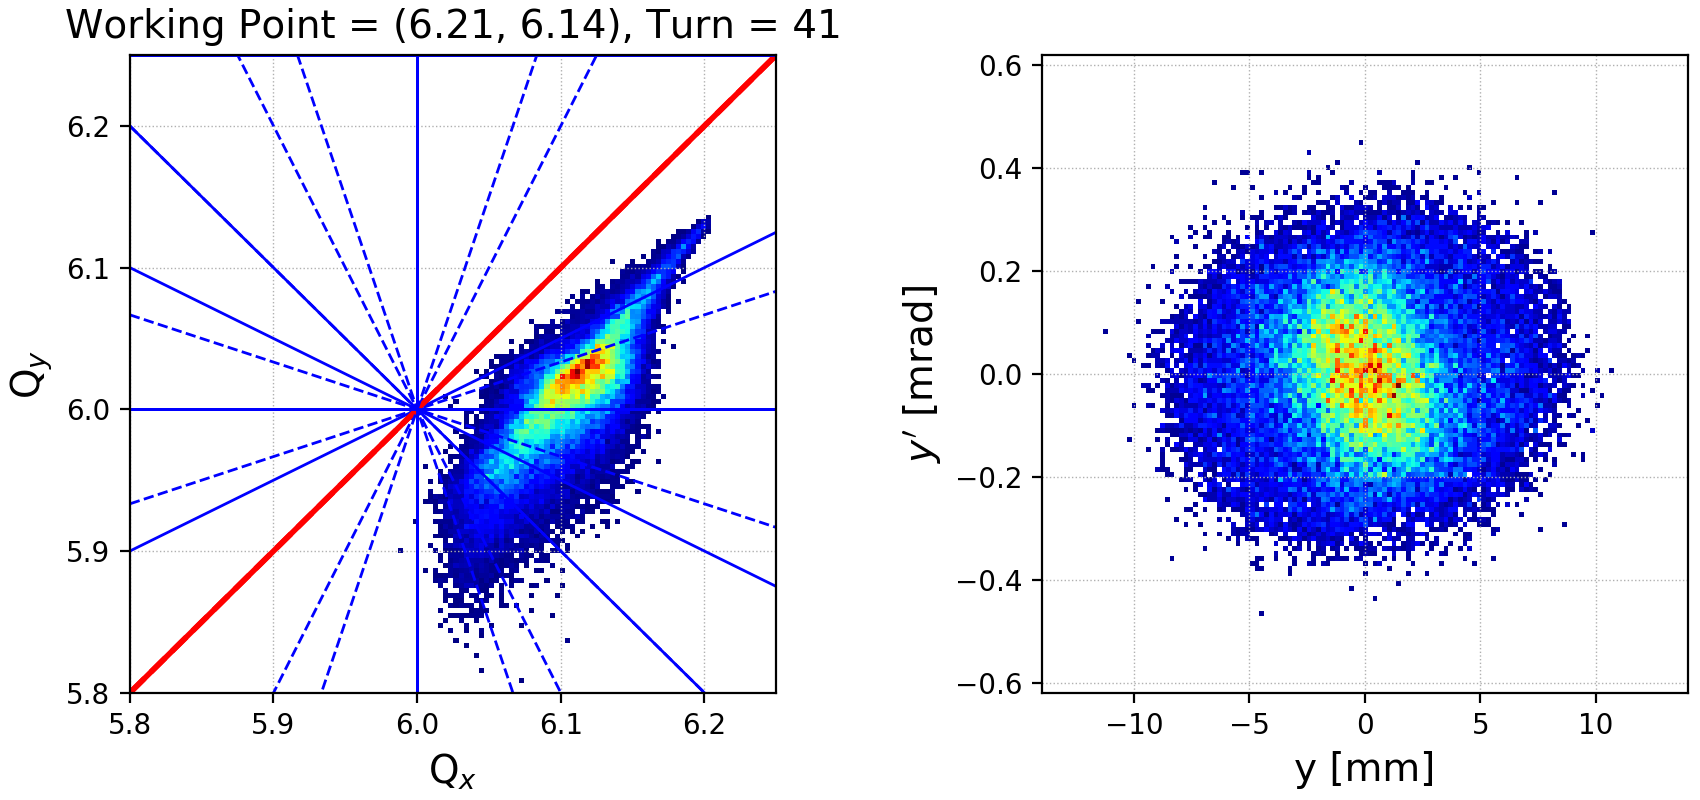 Working Point = (6.21, 6.14), Turn = 41
6.2
6.1
6.0
5.9
5.8
5.8 5.9 6.0 6.1 6.2
Qy
Qx
0.6
0.4
0.2
0.0
−0.2
−0.4
−0.6
−10 −5 0 5 10
y′ [mrad]
y [mm]